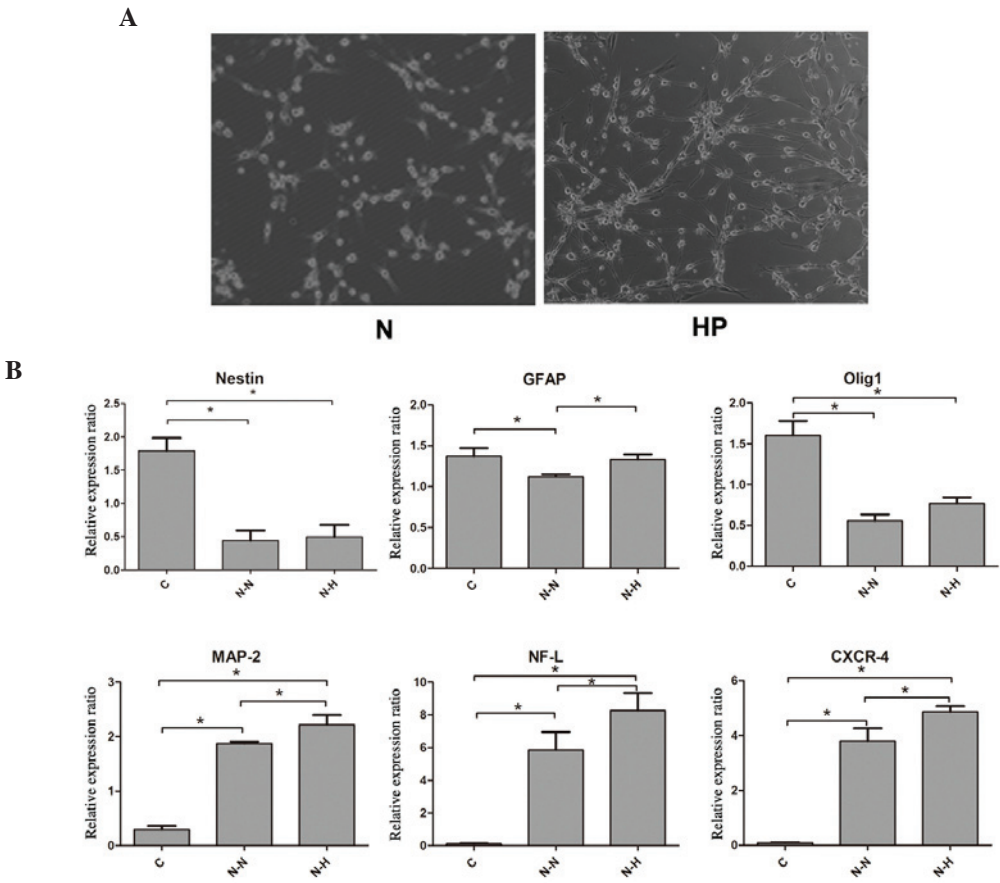 A
N
HP
B
Nestin
Relative expression ratio
2.5
2.0
1.5
1.0
0.5
0.0
*
*
C
N-N
N-H
GFAP
Relative expression ratio
2.0
1.5
1.0
0.5
0.0
*
*
C
N-N
N-H
Olig1
Relative expression ratio
2.0
1.5
1.0
0.5
0.0
*
*
C
N-N
N-H
MAP-2
Relative expression ratio
3
2
1
0
*
*
*
C
N-N
N-H
NF-L
Relative expression ratio
10
8
6
4
2
0
*
*
*
C
N-N
N-H
CXCR-4
Relative expression ratio
6
4
2
0
*
*
*
C
N-N
N-H